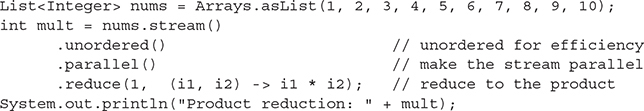 List<Integer> nums = Arrays.asList(1, 2, 3, 4, 5, 6, 7, 8, 9, 10);
int mult = nums.stream()
      .unordered()                   // unordered for efficiency
      .parallel()                    // make the stream parallel
      .reduce(1,  (i1, i2) -> i1 * i2);   // reduce to the product
System.out.println("Product reduction: " + mult);